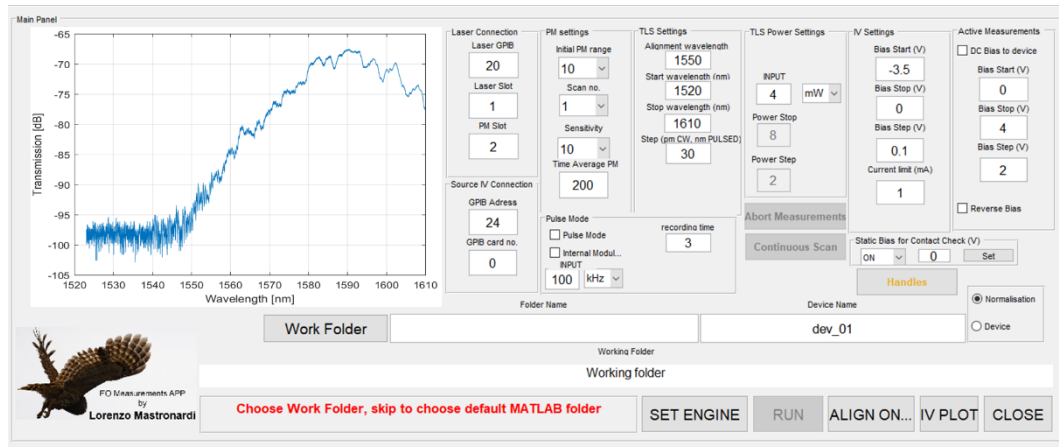 Main Panel
-65
-70
-75
-80
-85
-90
-95
-100
-105
Transmission [dB]
1520 1530 1540 1550 1560 1570 1580 1590 1600 1610
Wavelength [nm]
Laser Connection
Laser GPIB
20
Laser Slot
1
PM Slot
2
Source IV Connection
GPIB Adress
24
GPIB card no.
0
PM settings
Initial PM range
10
Scan no.
1
Sensitivity
10
Time Average PM
200
Pulse Mode
Pulse Mode
Internal Modul...
INPUT
100 kHz
recording time
3
TLS Settings
Alignment wavelength
1550
Start wavelength (nm)
1520
Stop wavelength (nm)
1610
Step (pm CW, nm PULSED)
30
TLS Power Settings
INPUT
4 mW
Power Stop
8
Power Step
2
Abort Measurements
Continuous Scan
IV Settings
Bias Start (V)
-3.5
Bias Stop (V)
0
Bias Step (V)
0.1
Current limit (mA)
1
Active Measurements
DC Bias to device
Bias Start (V)
0
Bias Stop (V)
4
Bias Step (V)
2
Reverse Bias
Static Bias for Contact Check (V)
ON 0 Set
Handles
Normalisation
Device
Folder Name
Device Name
Work Folder
dev_01
Working Folder
Working folder
FO Measurements APP
by
Lorenzo Mastronardi
Choose Work Folder, skip to choose default MATLAB folder
SET ENGINE
RUN
ALIGN ON...
IV PLOT
CLOSE